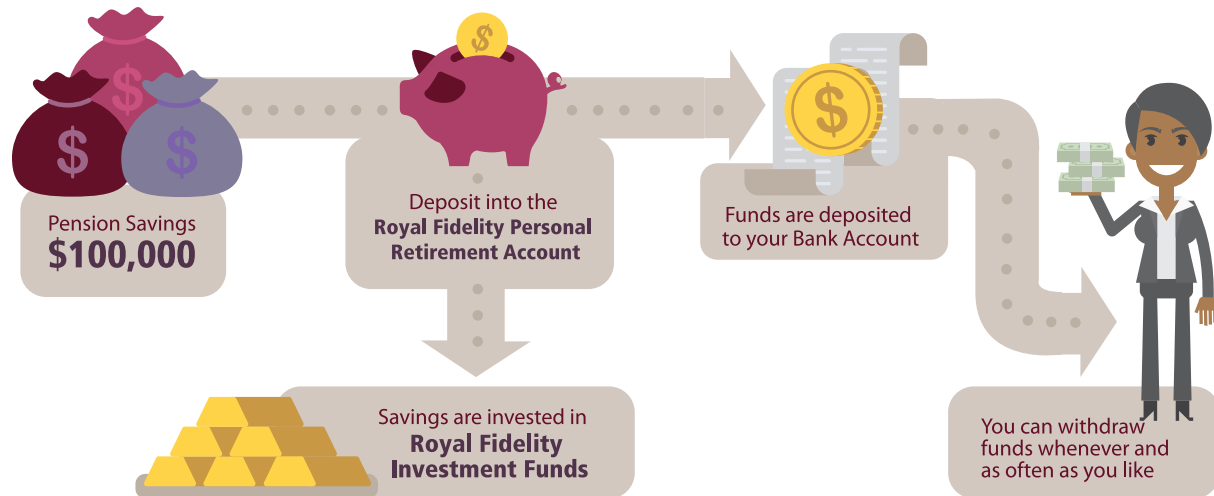 $
$
$
$
$
Pension Savings
$100,000
Deposit into the
Royal Fidelity Personal
Retirement Account
Funds are deposited
to your Bank Account
Savings are invested in
Royal Fidelity
Investment Funds
You can withdraw
funds whenever and
as often as you like